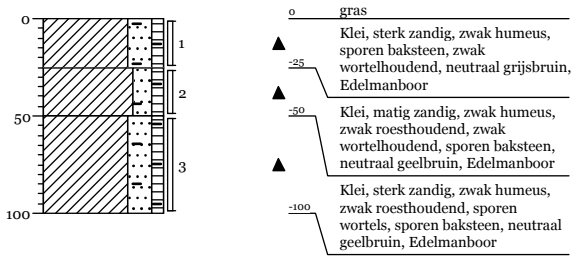 0
50
100
1
2
3
0
gras
Klei, sterk zandig, zwak humeus,
sporen baksteen, zwak
wortelhoudend, neutraal grijsbruin,
Edelmanboor
-25
Klei, matig zandig, zwak humeus,
zwak roesthoudend, zwak
wortelhoudend, sporen baksteen,
neutraal geelbruin, Edelmanboor
-50
Klei, sterk zandig, zwak humeus,
zwak roesthoudend, sporen
wortels, sporen baksteen, neutraal
geelbruin, Edelmanboor
-100